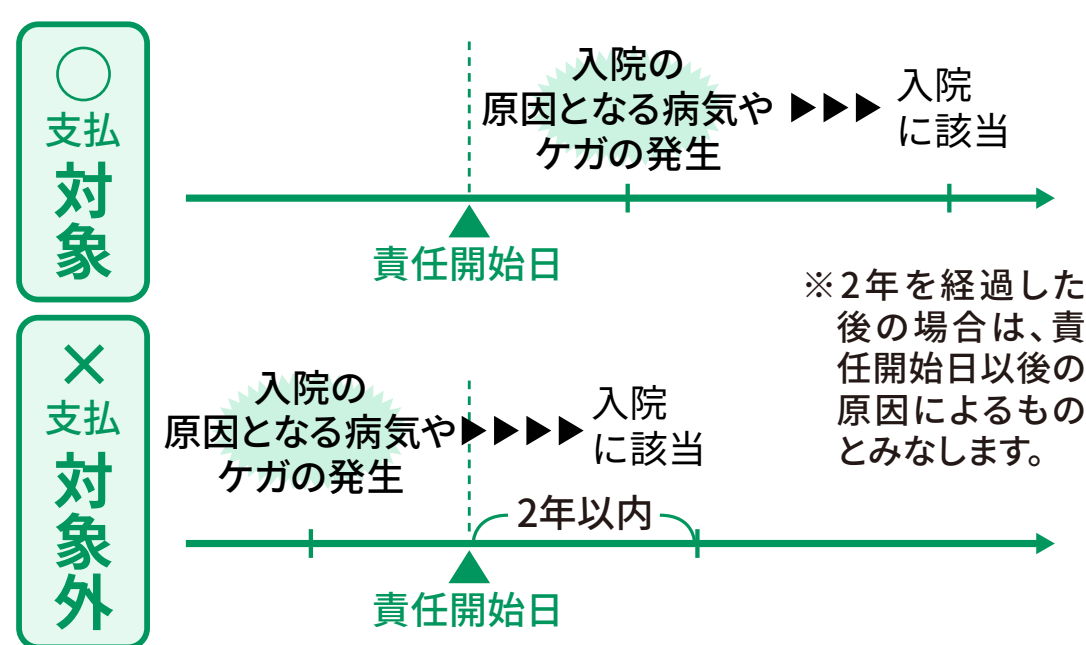 ○
支払
対象
入院の
原因となる病気や
ケガの発生
▶▶▶
入院
に該当
責任開始日
※2年を経過した
後の場合は、責
任開始日以後の
原因によるもの
とみなします。
×
支払
対象外
入院の
原因となる病気や
ケガの発生
▶▶▶▶
入院
に該当
2年以内
責任開始日